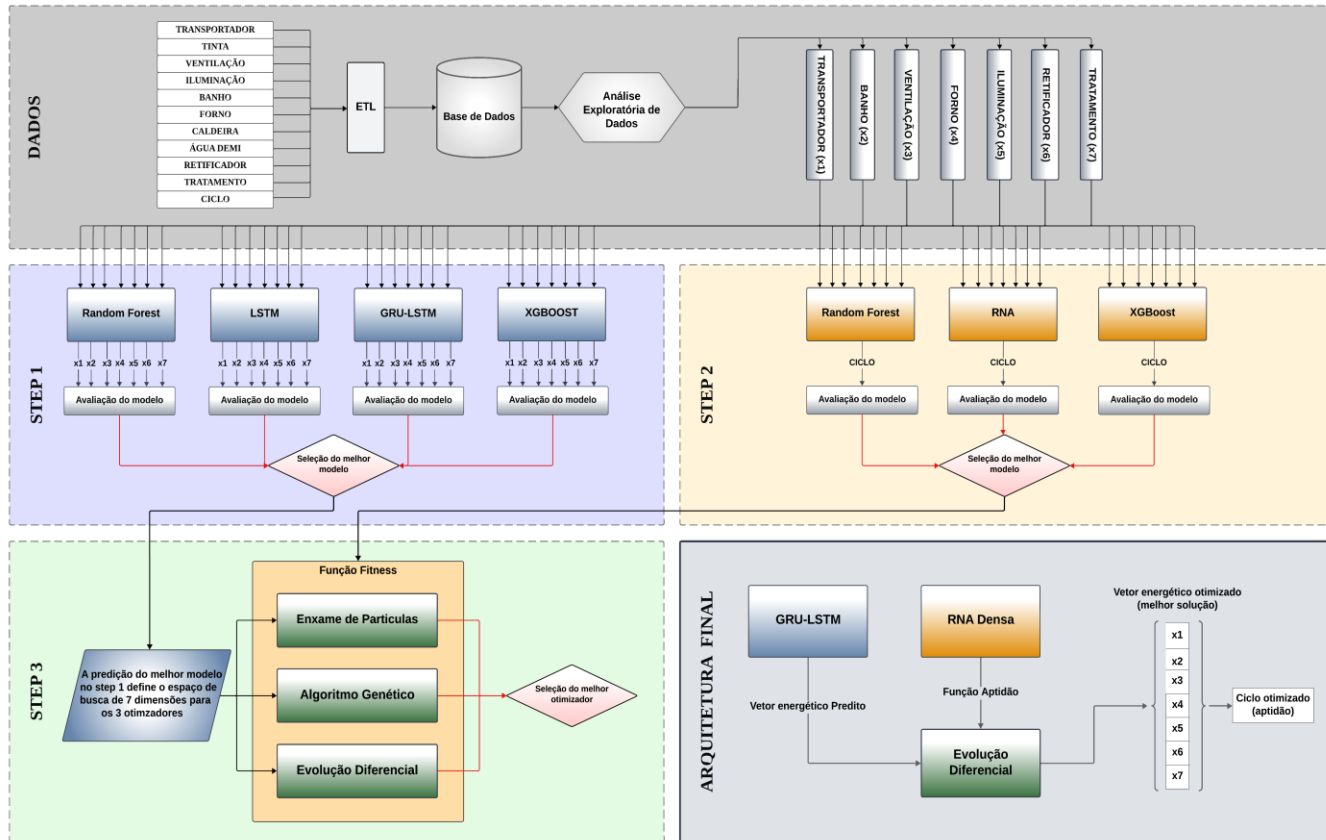 DADOS
TRANSPORTADOR
TINTA
VENTILAÇÃO
ILUMINAÇÃO
BANHO
FORNO
CALDEIRA
ÁGUA DEMI
RETIFICADOR
TRATAMENTO
CICLO
ETL
Base de Dados
Análise
Exploratória de
Dados
TRANSPORTADOR (x1)
BANHO (x2)
VENTILAÇÃO (x3)
FORNO (x4)
ILUMINAÇÃO (x5)
RETIFICADOR (x6)
TRATAMENTO (x7)
STEP 1
Random Forest
LSTM
GRU-LSTM
XGBOOST
x1 x2 x3 x4 x5 x6 x7
x1 x2 x3 x4 x5 x6 x7
x1 x2 x3 x4 x5 x6 x7
x1 x2 x3 x4 x5 x6 x7
Avaliação do modelo
Avaliação do modelo
Avaliação do modelo
Avaliação do modelo
Seleção do melhor
modelo
STEP 2
Random Forest
RNA
XGBoost
CICLO
CICLO
CICLO
Avaliação do modelo
Avaliação do modelo
Avaliação do modelo
Seleção do melhor
modelo
STEP 3
A predição do melhor modelo
no step 1 define o espaço de
busca de 7 dimensões para
os 3 otimzadores
Função Fitness
Enxame de Particulas
Algoritmo Genético
Evolução Diferencial
Seleção do melhor
otimizador
ARQUITETURA FINAL
GRU-LSTM
RNA Densa
Vetor energético Predito
Função Aptidão
Evolução
Diferencial
Vetor energético otimizado
(melhor solução)
x1
x2
x3
x4
x5
x6
x7
Ciclo otimizado
(aptidão)